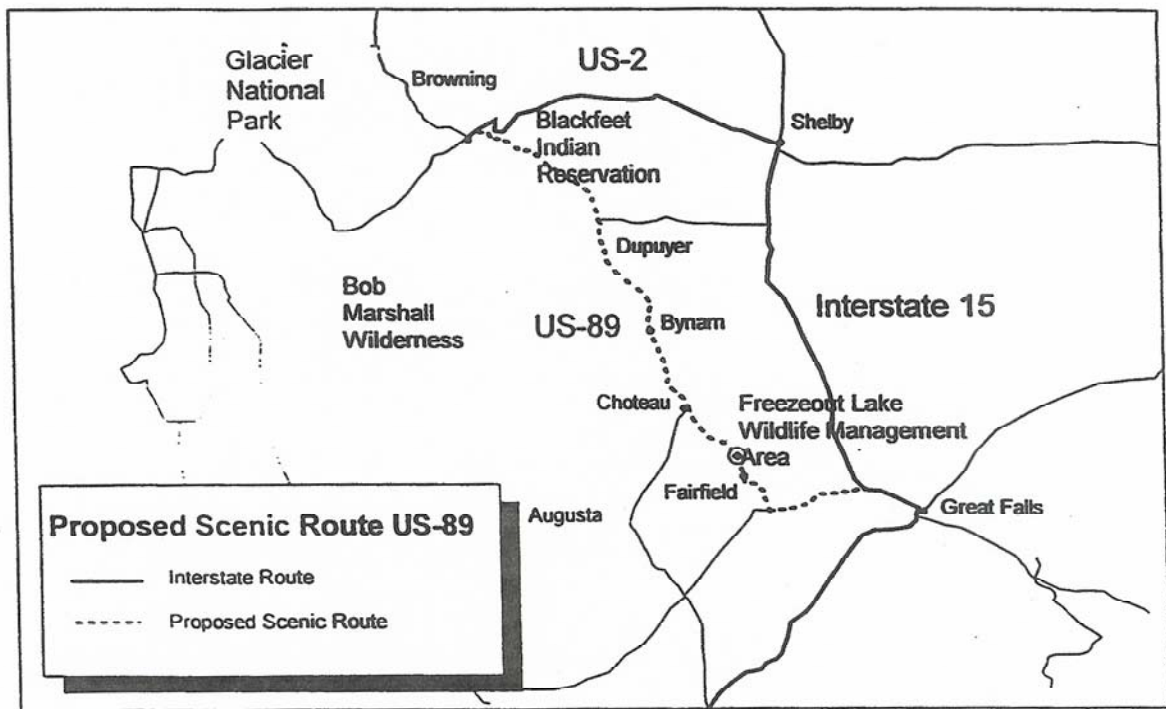 Glacier
National
Park
Browning
US-2
Blackfeet
Indian
Reservation
Shelby
Dupuyer
Bob
Marshall
Wilderness
US-89
Bynam
Interstate 15
Choteau
Freezeout Lake
Wildlife Management
Area
Fairfield
Augusta
Great Falls
Proposed Scenic Route US-89
Interstate Route
Proposed Scenic Route